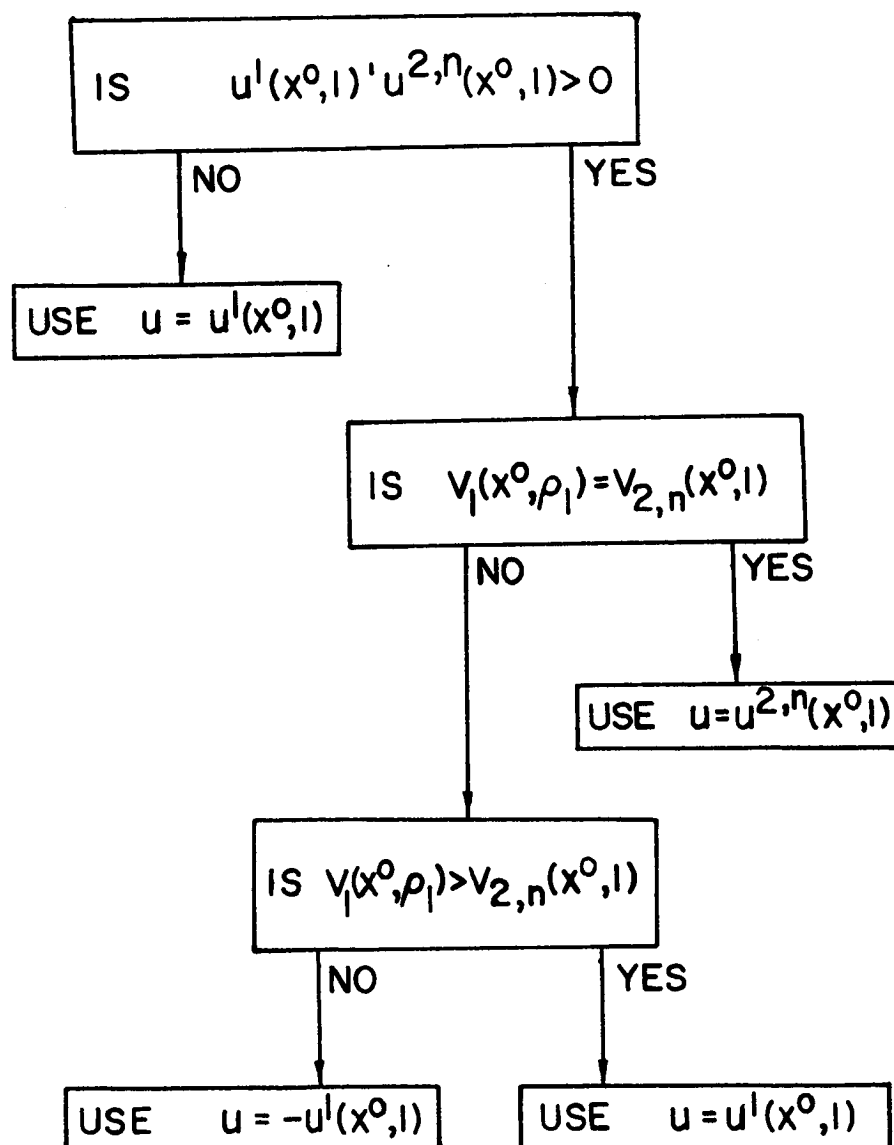 IS u¹(x⁰,1)'u²,ⁿ(x⁰,1)>0
NO
YES
USE u = u¹(x⁰,1)
IS V₁(x⁰,ρ₁)=V₂,ₙ(x⁰,1)
NO
YES
USE u=u²,ⁿ(x⁰,1)
IS V₁(x⁰,ρ₁)>V₂,ₙ(x⁰,1)
NO
YES
USE u = -u¹(x⁰,1)
USE u = u¹(x⁰,1)